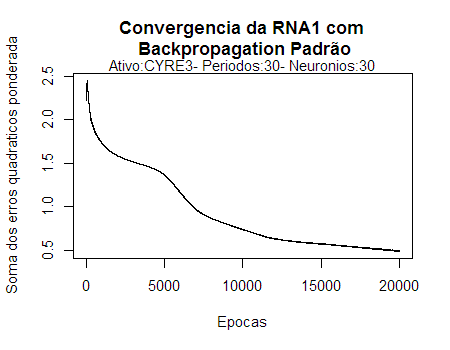 Convergencia da RNA1 com
Backpropagation Padrão
Ativo:CYRE3- Periodos:30- Neuronios:30
Soma dos erros quadraticos ponderada
2.5
2.0
1.5
1.0
0.5
0 5000 10000 15000 20000
Epocas